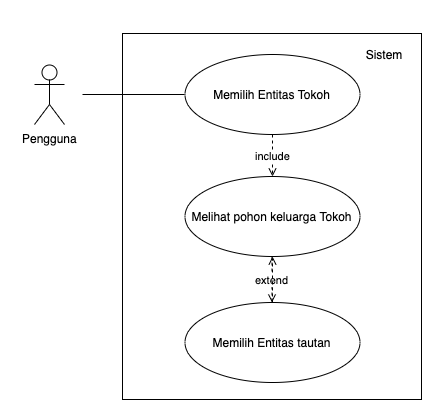 Sistem
Memilih Entitas Tokoh
Pengguna
include
Melihat pohon keluarga Tokoh
extend
Memilih Entitas tautan